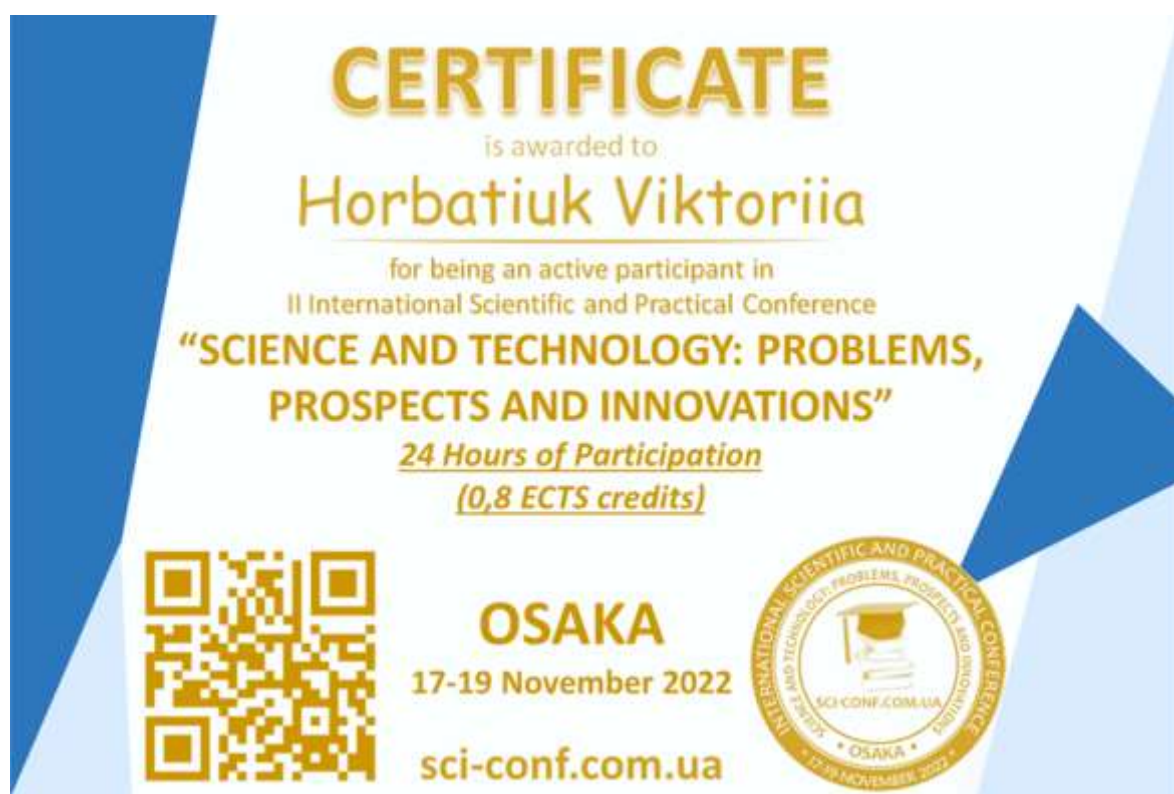 CERTIFICATE
is awarded to
Horbatiuk Viktoriia
for being an active participant in
II International Scientific and Practical Conference
“SCIENCE AND TECHNOLOGY: PROBLEMS,
PROSPECTS AND INNOVATIONS”
24 Hours of Participation
(0,8 ECTS credits)
OSAKA
17-19 November 2022
sci-conf.com.ua
INTERNATIONAL SCIENTIFIC AND PRACTICAL CONFERENCE
SCIENCE AND TECHNOLOGY: PROBLEMS, PROSPECTS AND INNOVATIONS
SCI-CONF.COM.UA
• OSAKA •
• 17-19 NOVEMBER 2022 •